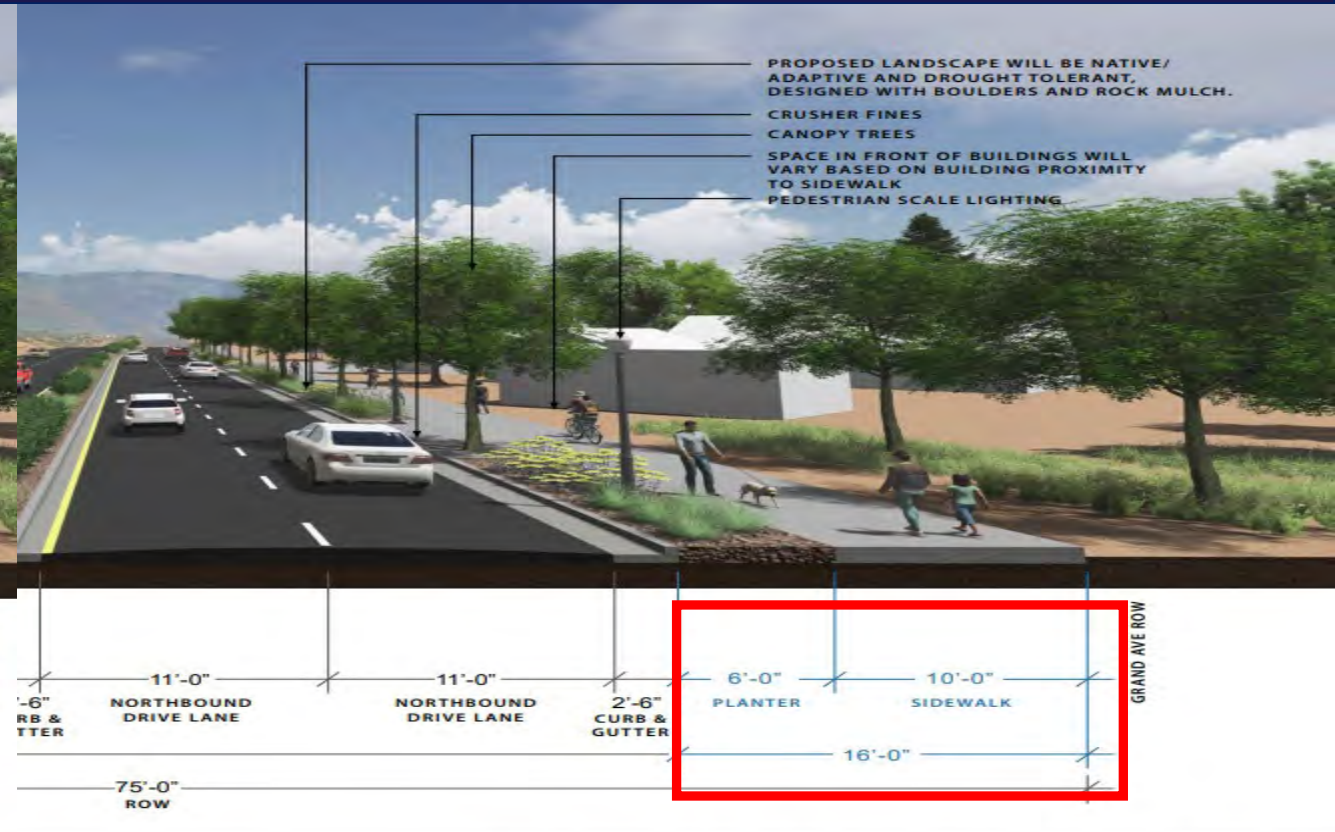 PROPOSED LANDSCAPE WILL BE NATIVE/
ADAPTIVE AND DROUGHT TOLERANT,
DESIGNED WITH BOULDERS AND ROCK MULCH.
CRUSHER FINES
CANOPY TREES
SPACE IN FRONT OF BUILDINGS WILL
VARY BASED ON BUILDING PROXIMITY
TO SIDEWALK
PEDESTRIAN SCALE LIGHTING
GRAND AVE ROW
'-6"
RB &
TTER
11'-0"
NORTHBOUND
DRIVE LANE
11'-0"
NORTHBOUND
DRIVE LANE
2'-6"
CURB &
GUTTER
6'-0"
PLANTER
10'-0"
SIDEWALK
16'-0"
75'-0"
ROW